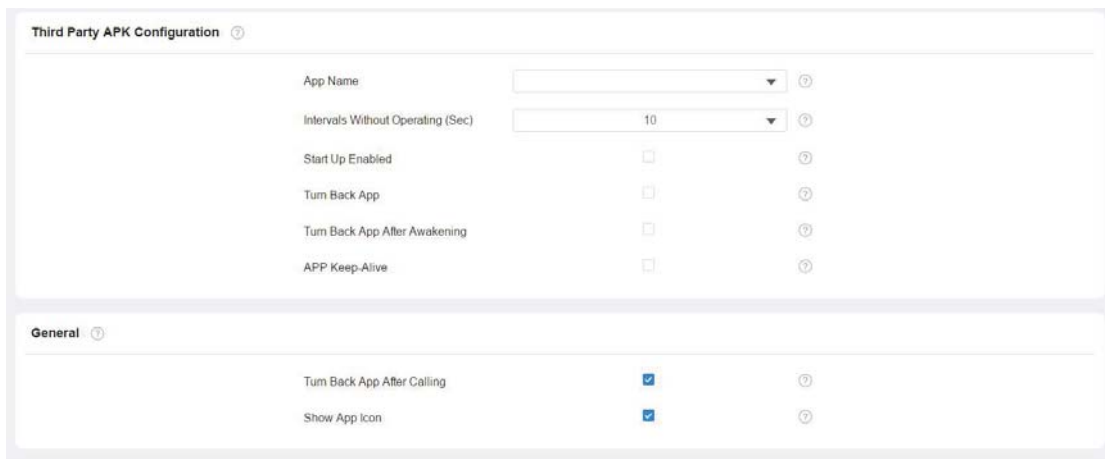 Third Party APK Configuration ?
App Name ?
Intervals Without Operating (Sec) 10 ?
Start Up Enabled ?
Turn Back App ?
Turn Back App After Awakening ?
APP Keep-Alive ?
General ?
Turn Back App After Calling ?
Show App Icon ?